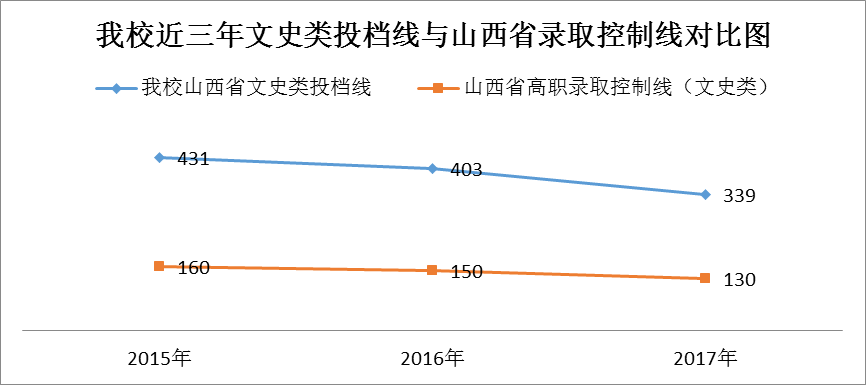 我校近三年文史类投档线与山西省录取控制线对比图
我校山西省文史类投档线 山西省高职录取控制线（文史类）
431 403 339
160 150 130
2015年 2016年 2017年